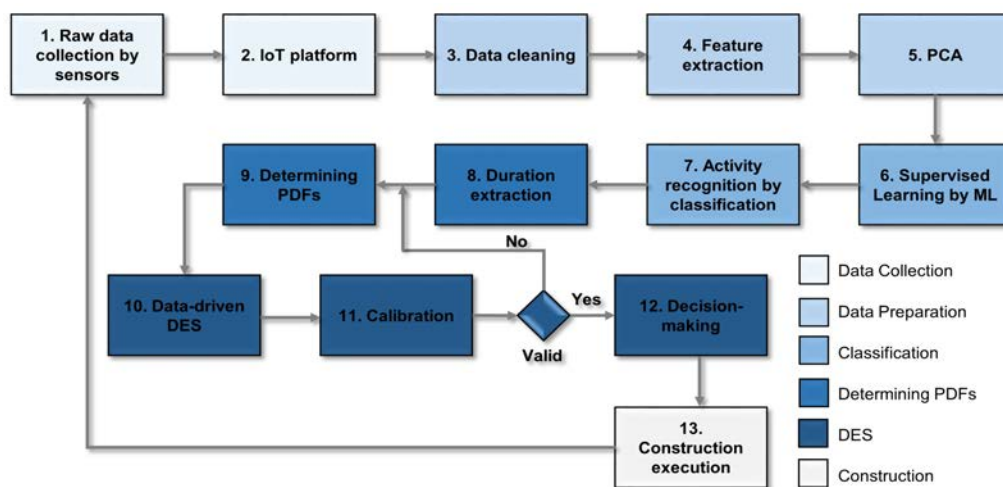 1. Raw data
collection by
sensors
2. IoT platform
3. Data cleaning
4. Feature
extraction
5. PCA
9. Determining
PDFs
8. Duration
extraction
7. Activity
recognition by
classification
6. Supervised
Learning by ML
No
10. Data-driven
DES
11. Calibration
Valid
Yes
12. Decision-
making
13.
Construction
execution
Data Collection
Data Preparation
Classification
Determining PDFs
DES
Construction